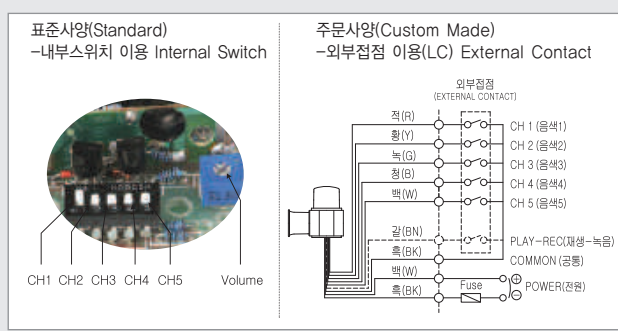 표준사양(Standard)
-내부스위치 이용 Internal Switch
CH1 CH2 CH3 CH4 CH5 Volume
주문사양(Custom Made)
-외부접점 이용(LC) External Contact
외부접점
(EXTERNAL CONTACT)
적(R) CH 1 (음색1)
황(Y) CH 2 (음색2)
녹(G) CH 3 (음색3)
청(B) CH 4 (음색4)
백(W) CH 5 (음색5)
갈(BN) PLAY-REC(재생-녹음)
흑(BK) COMMON (공통)
백(W)
흑(BK) Fuse POWER(전원)